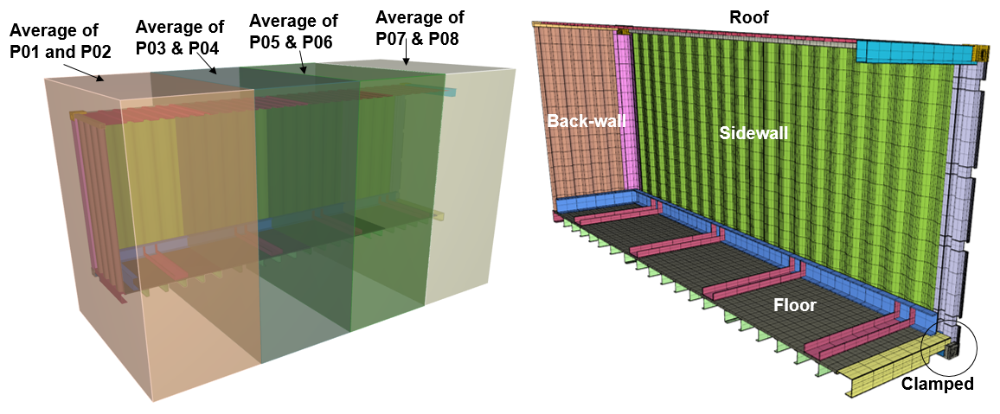 Average of
P01 and P02
Average of
P03 & P04
Average of
P05 & P06
Average of
P07 & P08
Roof
Back-wall
Sidewall
Floor
Clamped